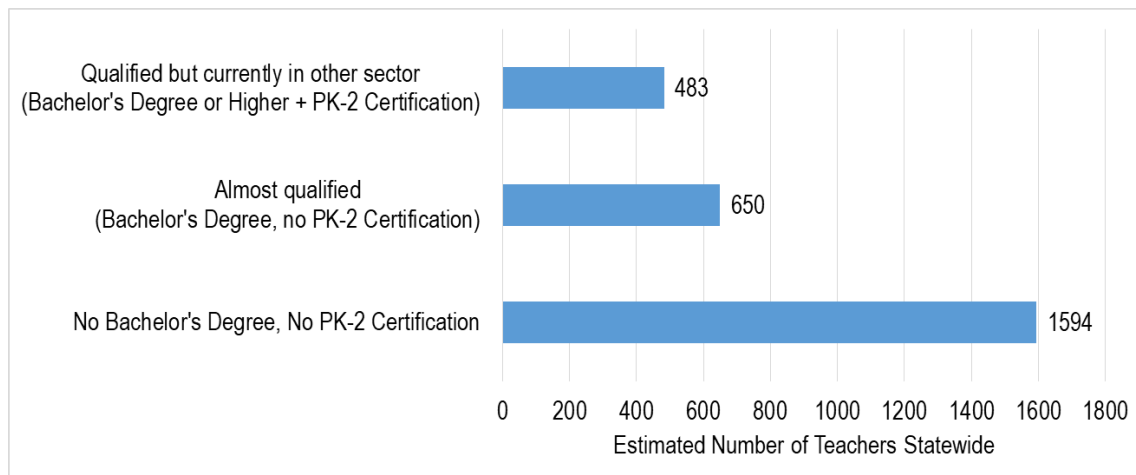 Qualified but currently in other sector
(Bachelor's Degree or Higher + PK-2 Certification)
483
Almost qualified
(Bachelor's Degree, no PK-2 Certification)
650
No Bachelor's Degree, No PK-2 Certification
1594
0 200 400 600 800 1000 1200 1400 1600 1800
Estimated Number of Teachers Statewide